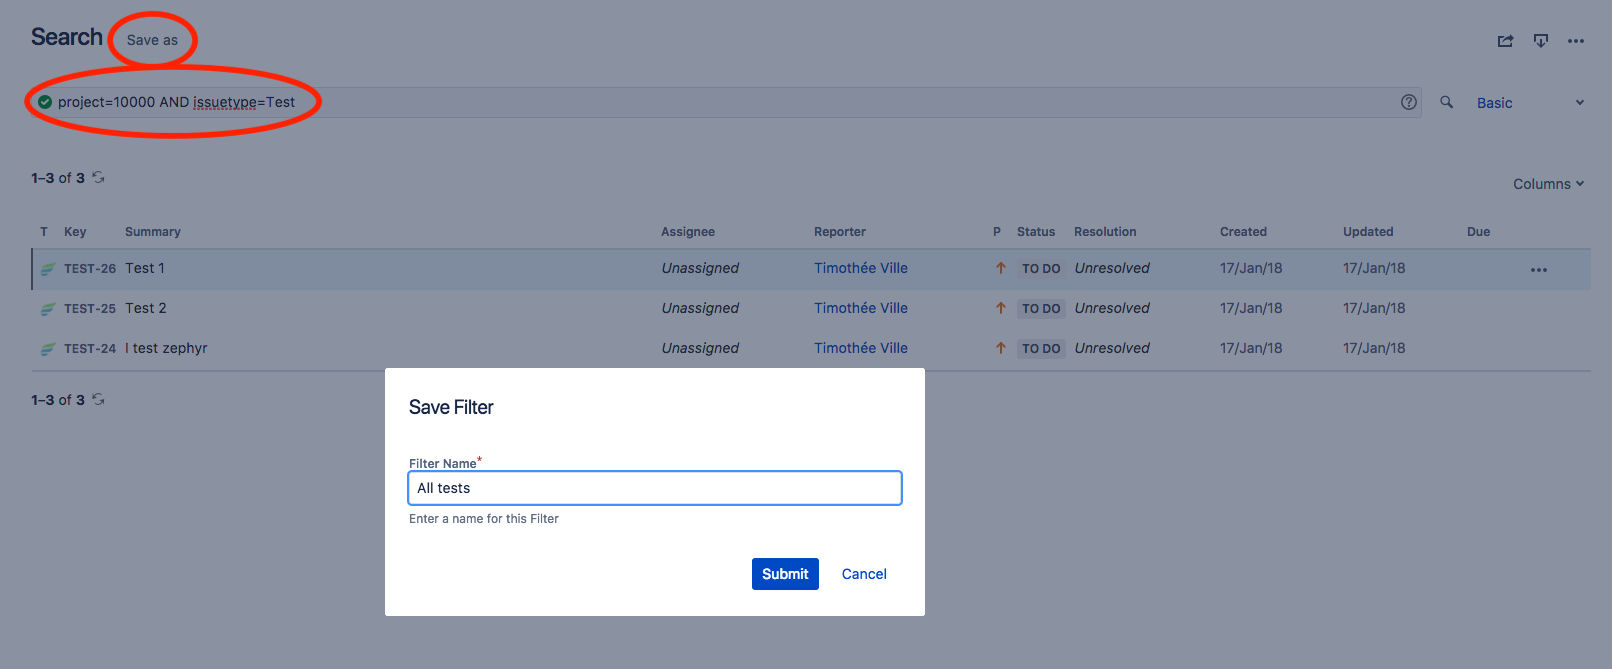 Search Save as
project=10000 AND issuetype=Test
Basic
1–3 of 3
Columns
T Key Summary Assignee Reporter P Status Resolution Created Updated Due
TEST-26 Test 1 Unassigned Timothée Ville TO DO Unresolved 17/Jan/18 17/Jan/18
TEST-25 Test 2 Unassigned Timothée Ville TO DO Unresolved 17/Jan/18 17/Jan/18
TEST-24 I test zephyr Unassigned Timothée Ville TO DO Unresolved 17/Jan/18 17/Jan/18
1–3 of 3
Save Filter
Filter Name*
All tests
Enter a name for this Filter
Submit Cancel